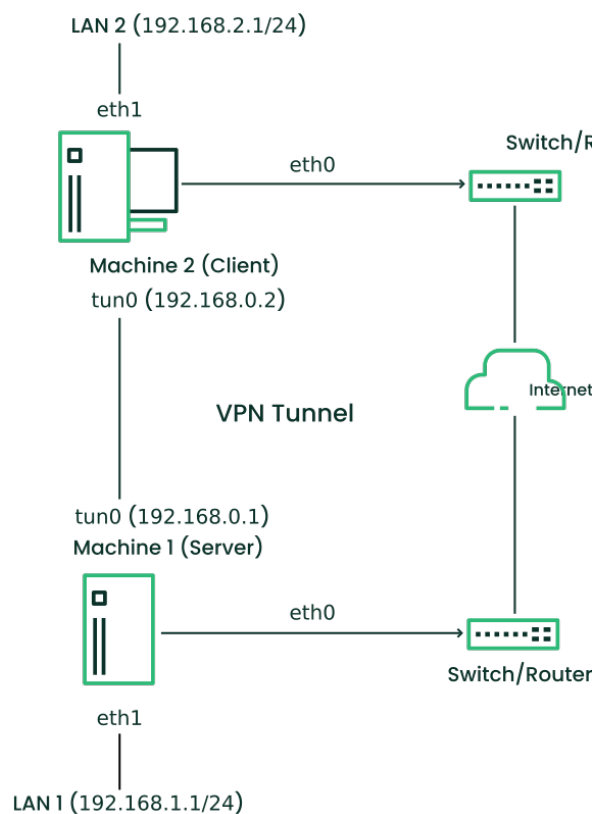 LAN 2 (192.168.2.1/24)
eth1
Switch/R
eth0
Machine 2 (Client)
tun0 (192.168.0.2)
Internet
VPN Tunnel
tun0 (192.168.0.1)
Machine 1 (Server)
eth0
Switch/Router
eth1
LAN 1 (192.168.1.1/24)